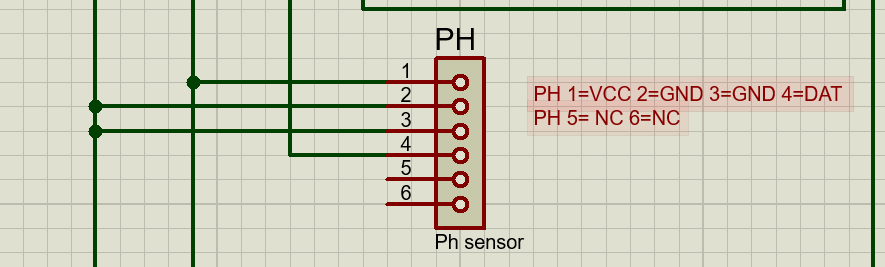 PH
1
2
3
4
5
6
PH 1=VCC 2=GND 3=GND 4=DAT
PH 5= NC 6=NC
Ph sensor